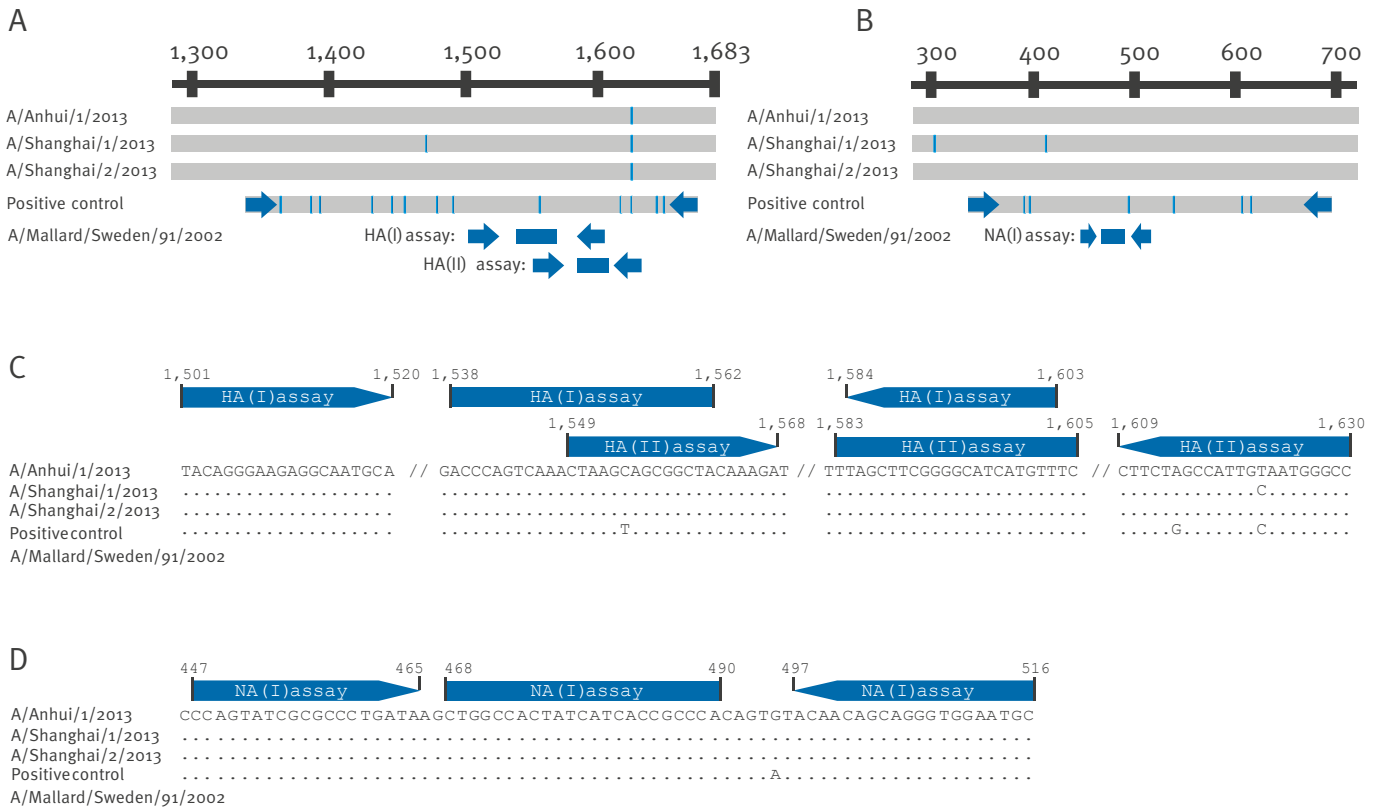 A
1,300 1,400 1,500 1,600 1,683
A/Anhui/1/2013
A/Shanghai/1/2013
A/Shanghai/2/2013
Positive control
A/Mallard/Sweden/91/2002
HA(I) assay:
HA(II) assay:
B
300 400 500 600 700
A/Anhui/1/2013
A/Shanghai/1/2013
A/Shanghai/2/2013
Positive control
A/Mallard/Sweden/91/2002
NA(I) assay:
C
1,501 1,520 1,538 1,562 1,584 1,603
HA(I)assay HA(I)assay HA(I)assay
1,549 1,568 1,583 1,605 1,609 1,630
HA(II)assay HA(II)assay HA(II)assay
A/Anhui/1/2013 TACAGGGAAGAGGCAATGCA // GACCCAGTCAAACTAAGCAGCGGCTACAAAGAT // TTTAGCTTCGGGGCATCATGTTTC // CTTCTAGCCATTGTAATGGGCC
A/Shanghai/1/2013 .................... ................................. ........................ .............C........
A/Shanghai/2/2013 .................... ................................. ........................ ......................
Positive control .................... .................T............... ........................ .....G.......C........
A/Mallard/Sweden/91/2002
D
447 465 468 490 497 516
NA(I)assay NA(I)assay NA(I)assay
A/Anhui/1/2013 CCCAGTATCGCGCCCTGATAAGCTGGCCACTATCATCACCGCCCACAGTGTACAACAGCAGGGTGGAATGC
A/Shanghai/1/2013 .......................................................................
A/Shanghai/2/2013 .......................................................................
Positive control .................................................A.....................
A/Mallard/Sweden/91/2002